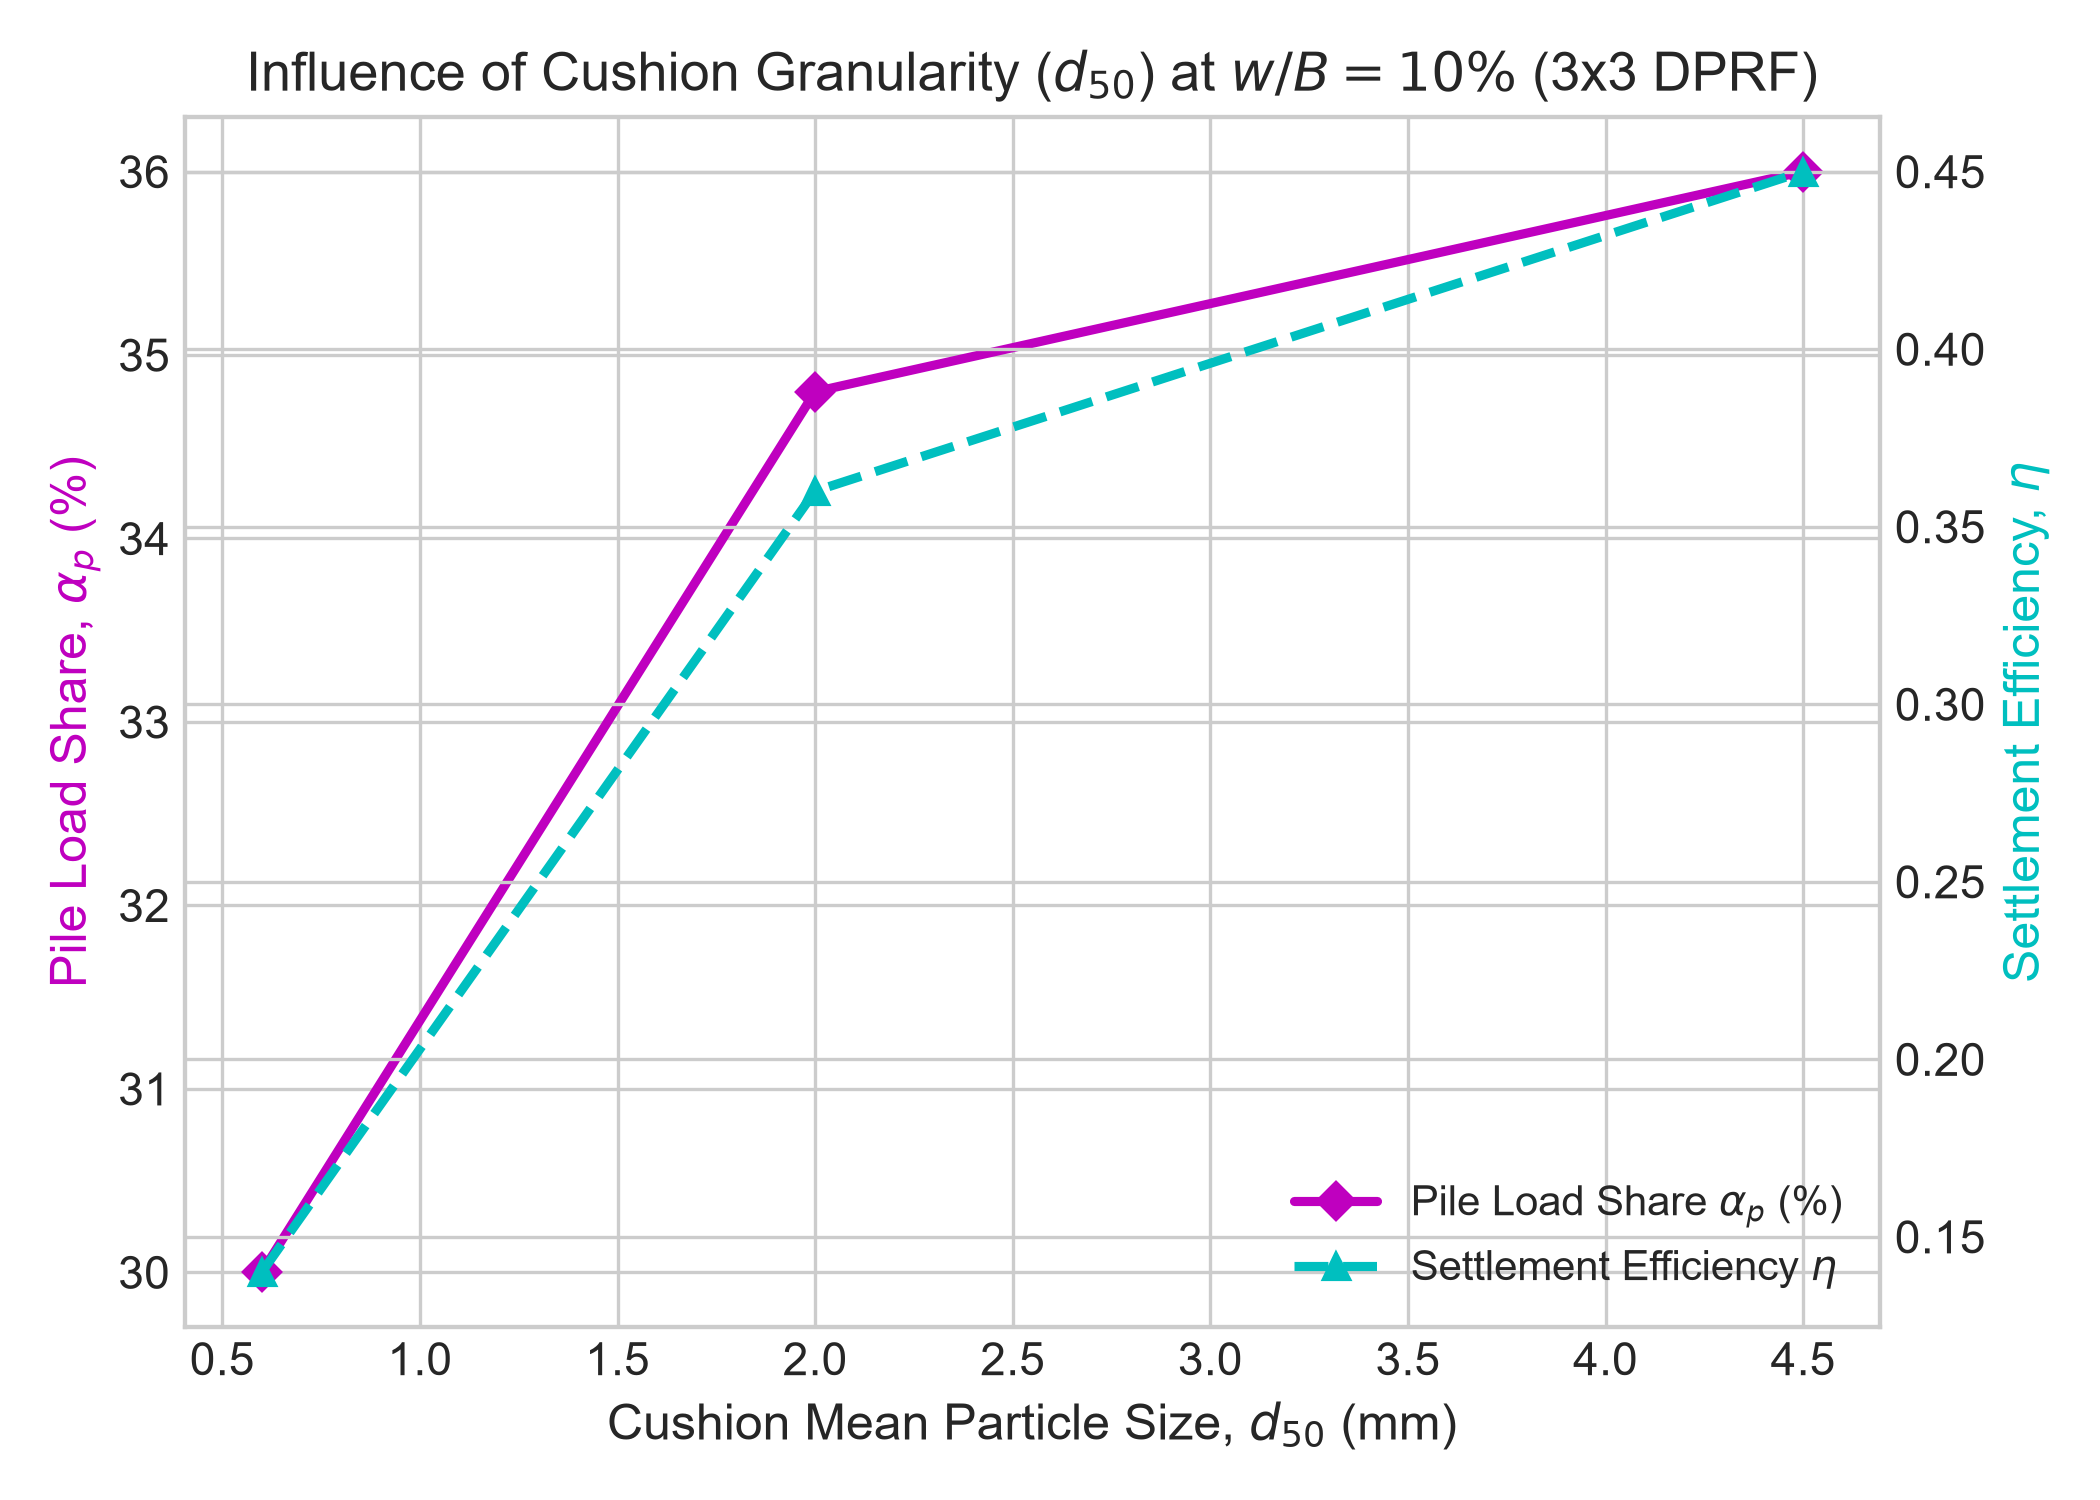 Influence of Cushion Granularity (d₅₀) at w/B = 10% (3x3 DPRF)
36
35
34
33
32
31
30
Pile Load Share, αₚ (%)
0.45
0.40
0.35
0.30
0.25
0.20
0.15
Settlement Efficiency, η
Pile Load Share αₚ (%)
Settlement Efficiency η
0.5 1.0 1.5 2.0 2.5 3.0 3.5 4.0 4.5
Cushion Mean Particle Size, d₅₀ (mm)